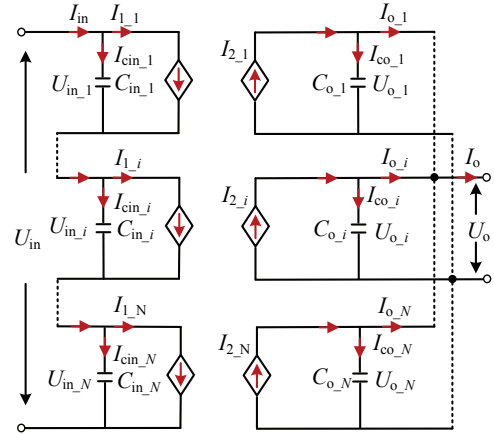 I_in I_1_1 I_o_1
I_cin_1 I_co_1
U_in_1 C_in_1 I_2_1 C_o_1 U_o_1
I_1_i I_o_i I_o
I_cin_i I_co_i
U_in_i C_in_i I_2_i C_o_i U_o_i
U_in U_o
I_1_N I_o_N
I_cin_N I_co_N
U_in_N C_in_N I_2_N C_o_N U_o_N